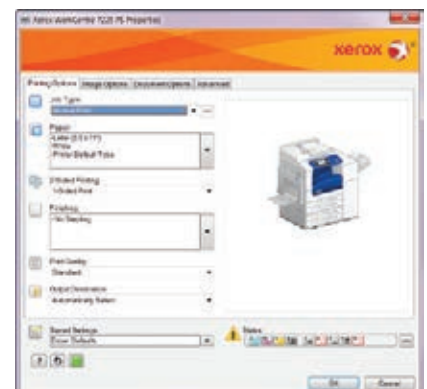 Xerox WorkCentre 7220 PS Properties
xerox
Printing Options Image Options Document Options Advanced
Job Type
Normal Print
Paper
Letter (8.5 x 11")
White
Printer Default Type
2-Sided Printing
1-Sided Print
Finishing
No Stapling
Print Quality
Standard
Output Destination
Automatically Select
Saved Settings
Driver Defaults
Status
OK Cancel